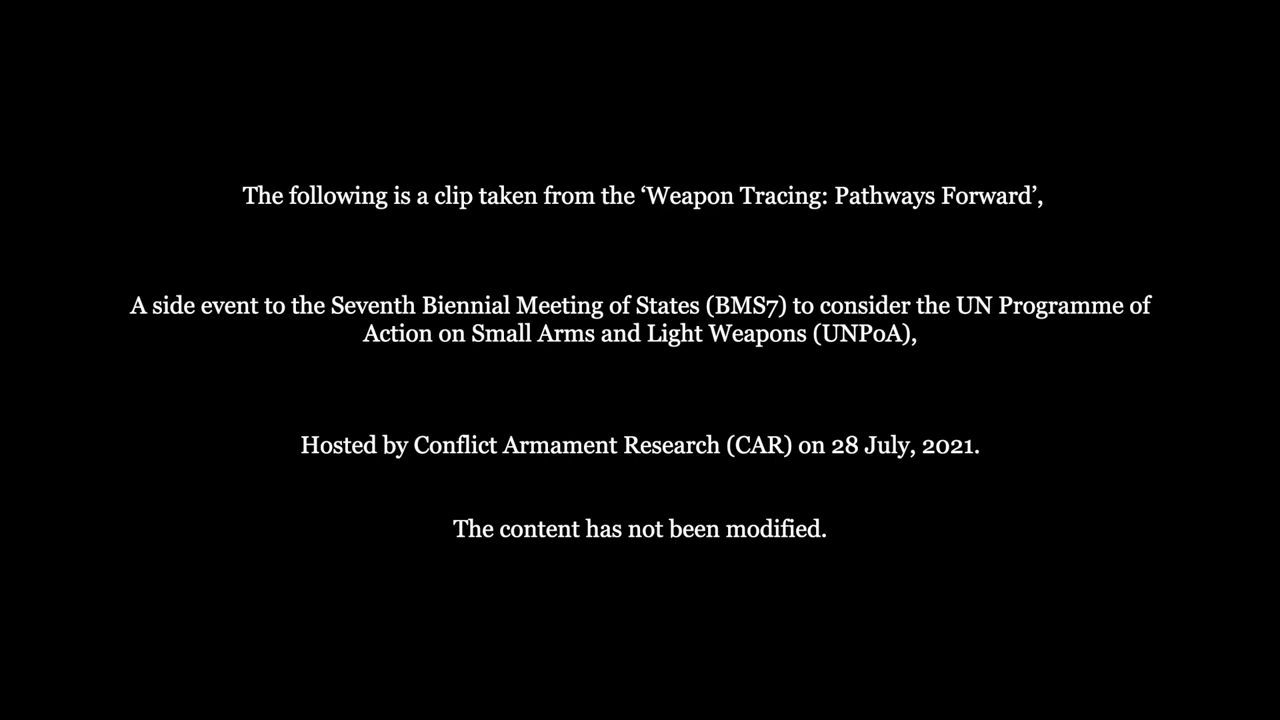 The following is a clip taken from the ‘Weapon Tracing: Pathways Forward’,
A side event to the Seventh Biennial Meeting of States (BMS7) to consider the UN Programme of
Action on Small Arms and Light Weapons (UNPoA),
Hosted by Conflict Armament Research (CAR) on 28 July, 2021.
The content has not been modified.